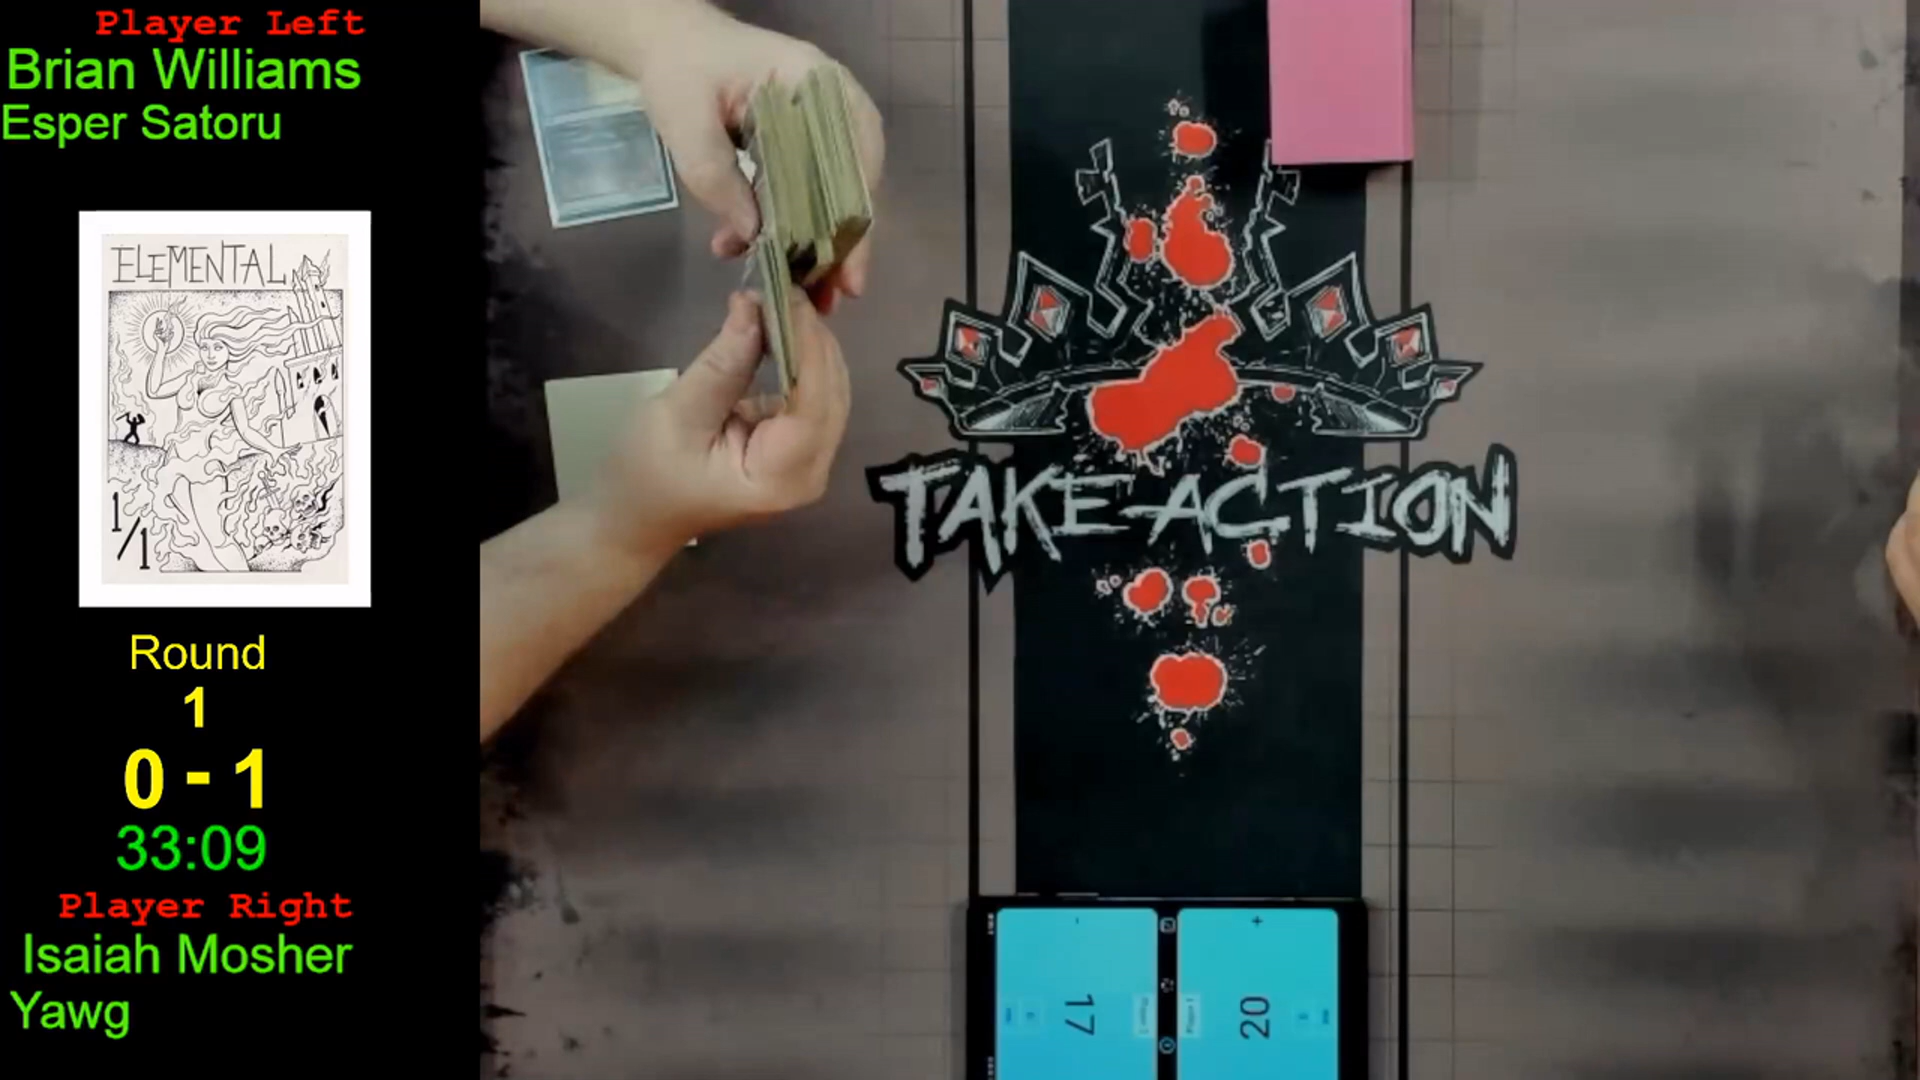 Player Left
Brian Williams
Esper Satoru
ELEMENTAL
1/1
Round
1
0 - 1
33:09
Player Right
Isaiah Mosher
Yawg
TAKE ACTION
-
+
17
20